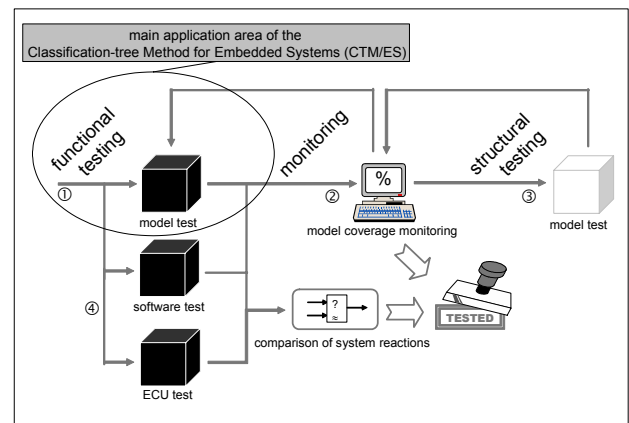 main application area of the
Classification-tree Method for Embedded Systems (CTM/ES)
functional
testing
monitoring
structural
testing
①
②
③
%
model test
model coverage monitoring
model test
④
software test
?
≈
TESTED
comparison of system reactions
ECU test